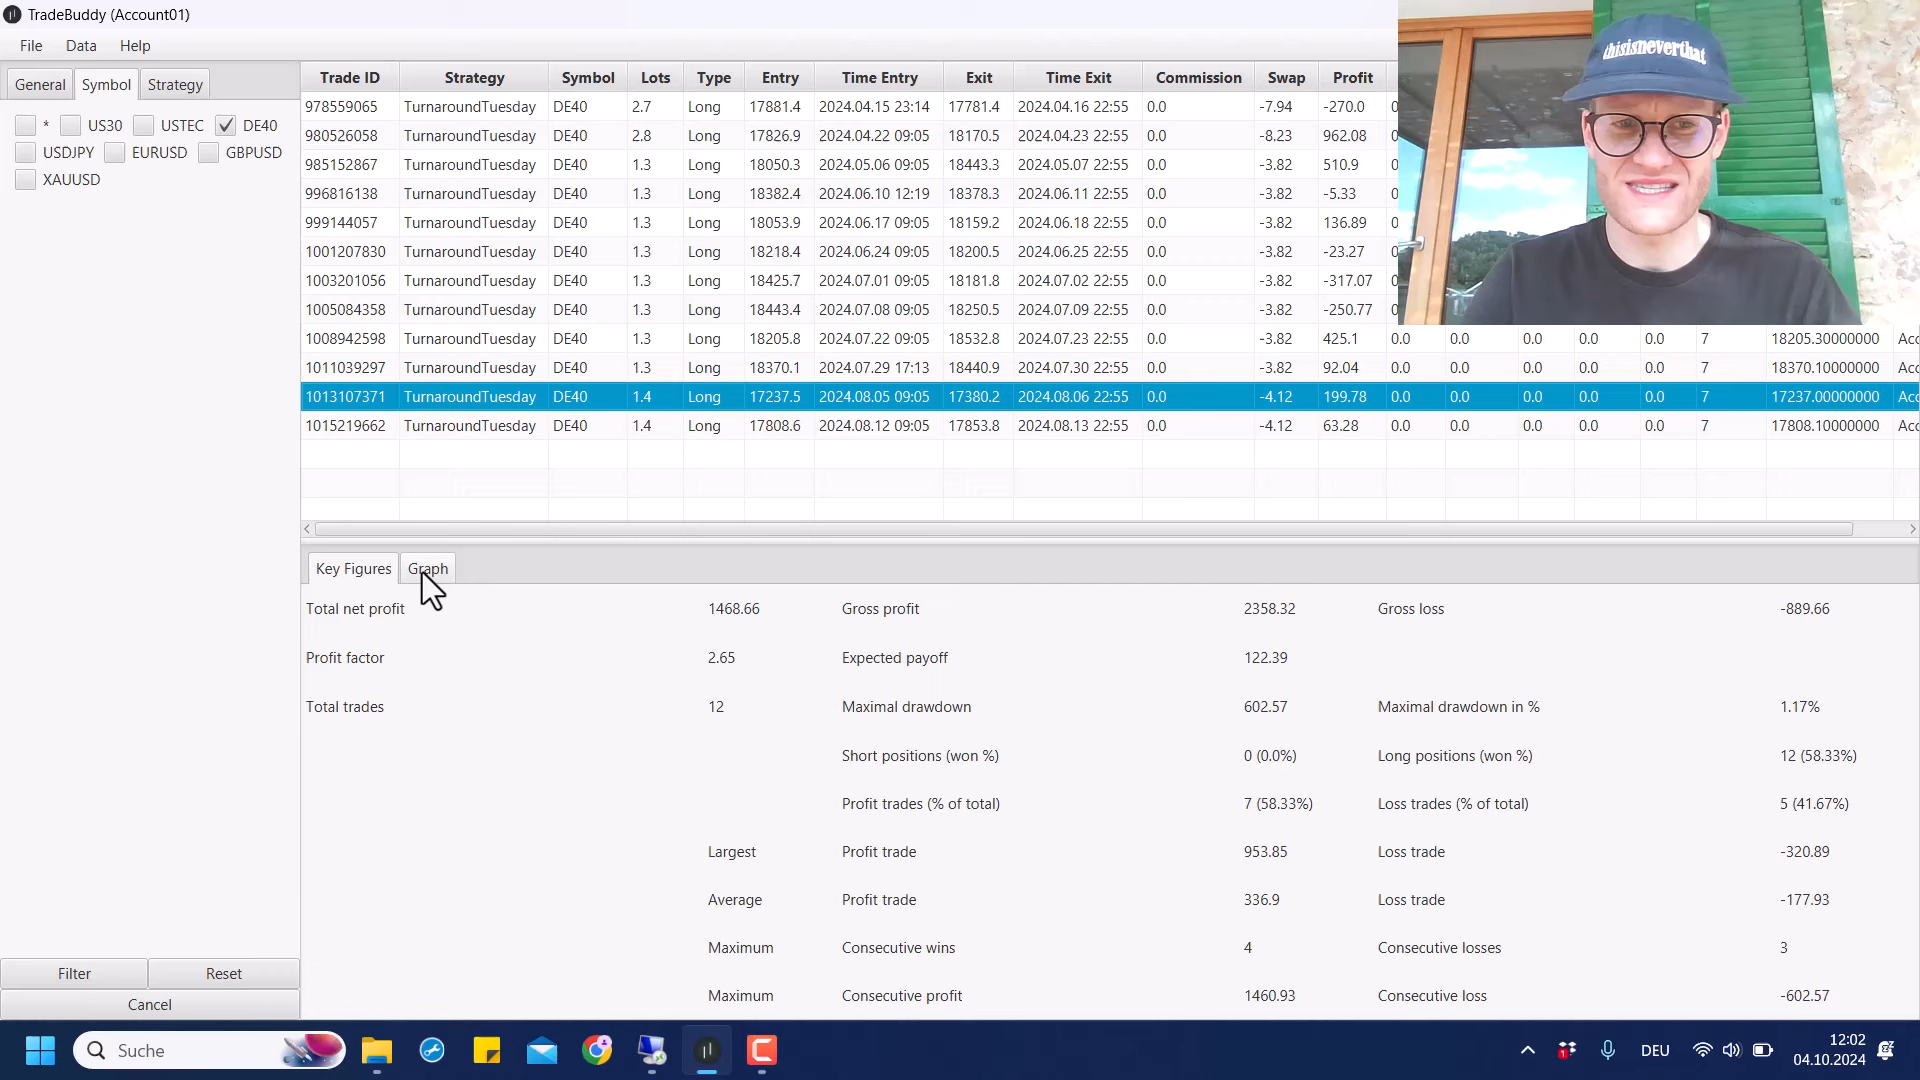 TradeBuddy (Account01)
File Data Help
General Symbol Strategy
* US30 USTEC DE40
USDJPY EURUSD GBPUSD
XAUUSD
Trade ID Strategy Symbol Lots Type Entry Time Entry Exit Time Exit Commission Swap Profit
978559065 TurnaroundTuesday DE40 2.7 Long 17881.4 2024.04.15 23:14 17781.4 2024.04.16 22:55 0.0 -7.94 -270.0
980526058 TurnaroundTuesday DE40 2.8 Long 17826.9 2024.04.22 09:05 18170.5 2024.04.23 22:55 0.0 -8.23 962.08
985152867 TurnaroundTuesday DE40 1.3 Long 18050.3 2024.05.06 09:05 18443.3 2024.05.07 22:55 0.0 -3.82 510.9
996816138 TurnaroundTuesday DE40 1.3 Long 18382.4 2024.06.10 12:19 18378.3 2024.06.11 22:55 0.0 -3.82 -5.33
999144057 TurnaroundTuesday DE40 1.3 Long 18053.9 2024.06.17 09:05 18159.2 2024.06.18 22:55 0.0 -3.82 136.89
1001207830 TurnaroundTuesday DE40 1.3 Long 18218.4 2024.06.24 09:05 18200.5 2024.06.25 22:55 0.0 -3.82 -23.27
1003201056 TurnaroundTuesday DE40 1.3 Long 18425.7 2024.07.01 09:05 18181.8 2024.07.02 22:55 0.0 -3.82 -317.07
1005084358 TurnaroundTuesday DE40 1.3 Long 18443.4 2024.07.08 09:05 18250.5 2024.07.09 22:55 0.0 -3.82 -250.77
1008942598 TurnaroundTuesday DE40 1.3 Long 18205.8 2024.07.22 09:05 18532.8 2024.07.23 22:55 0.0 -3.82 425.1 0.0 0.0 0.0 0.0 0.0 7 18205.30000000 Acc
1011039297 TurnaroundTuesday DE40 1.3 Long 18370.1 2024.07.29 17:13 18440.9 2024.07.30 22:55 0.0 -3.82 92.04 0.0 0.0 0.0 0.0 0.0 7 18370.10000000 Acc
1013107371 TurnaroundTuesday DE40 1.4 Long 17237.5 2024.08.05 09:05 17380.2 2024.08.06 22:55 0.0 -4.12 199.78 0.0 0.0 0.0 0.0 0.0 7 17237.00000000 Acc
1015219662 TurnaroundTuesday DE40 1.4 Long 17808.6 2024.08.12 09:05 17853.8 2024.08.13 22:55 0.0 -4.12 63.28 0.0 0.0 0.0 0.0 0.0 7 17808.10000000 Acc
thisisneverthat
Key Figures Graph
Total net profit 1468.66 Gross profit 2358.32 Gross loss -889.66
Profit factor 2.65 Expected payoff 122.39
Total trades 12 Maximal drawdown 602.57 Maximal drawdown in % 1.17%
Short positions (won %) 0 (0.0%) Long positions (won %) 12 (58.33%)
Profit trades (% of total) 7 (58.33%) Loss trades (% of total) 5 (41.67%)
Largest Profit trade 953.85 Loss trade -320.89
Average Profit trade 336.9 Loss trade -177.93
Maximum Consecutive wins 4 Consecutive losses 3
Maximum Consecutive profit 1460.93 Consecutive loss -602.57
Filter Reset
Cancel
Suche
1
DEU
12:02
04.10.2024